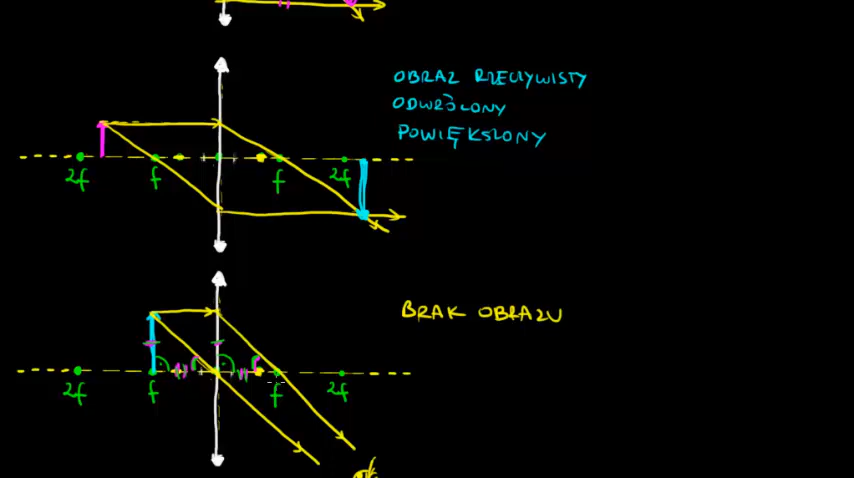 OBRAZ RZECZYWISTY
ODWRÓCONY
POWIĘKSZONY
2f f f 2f
BRAK OBRAZU
2f f f 2f